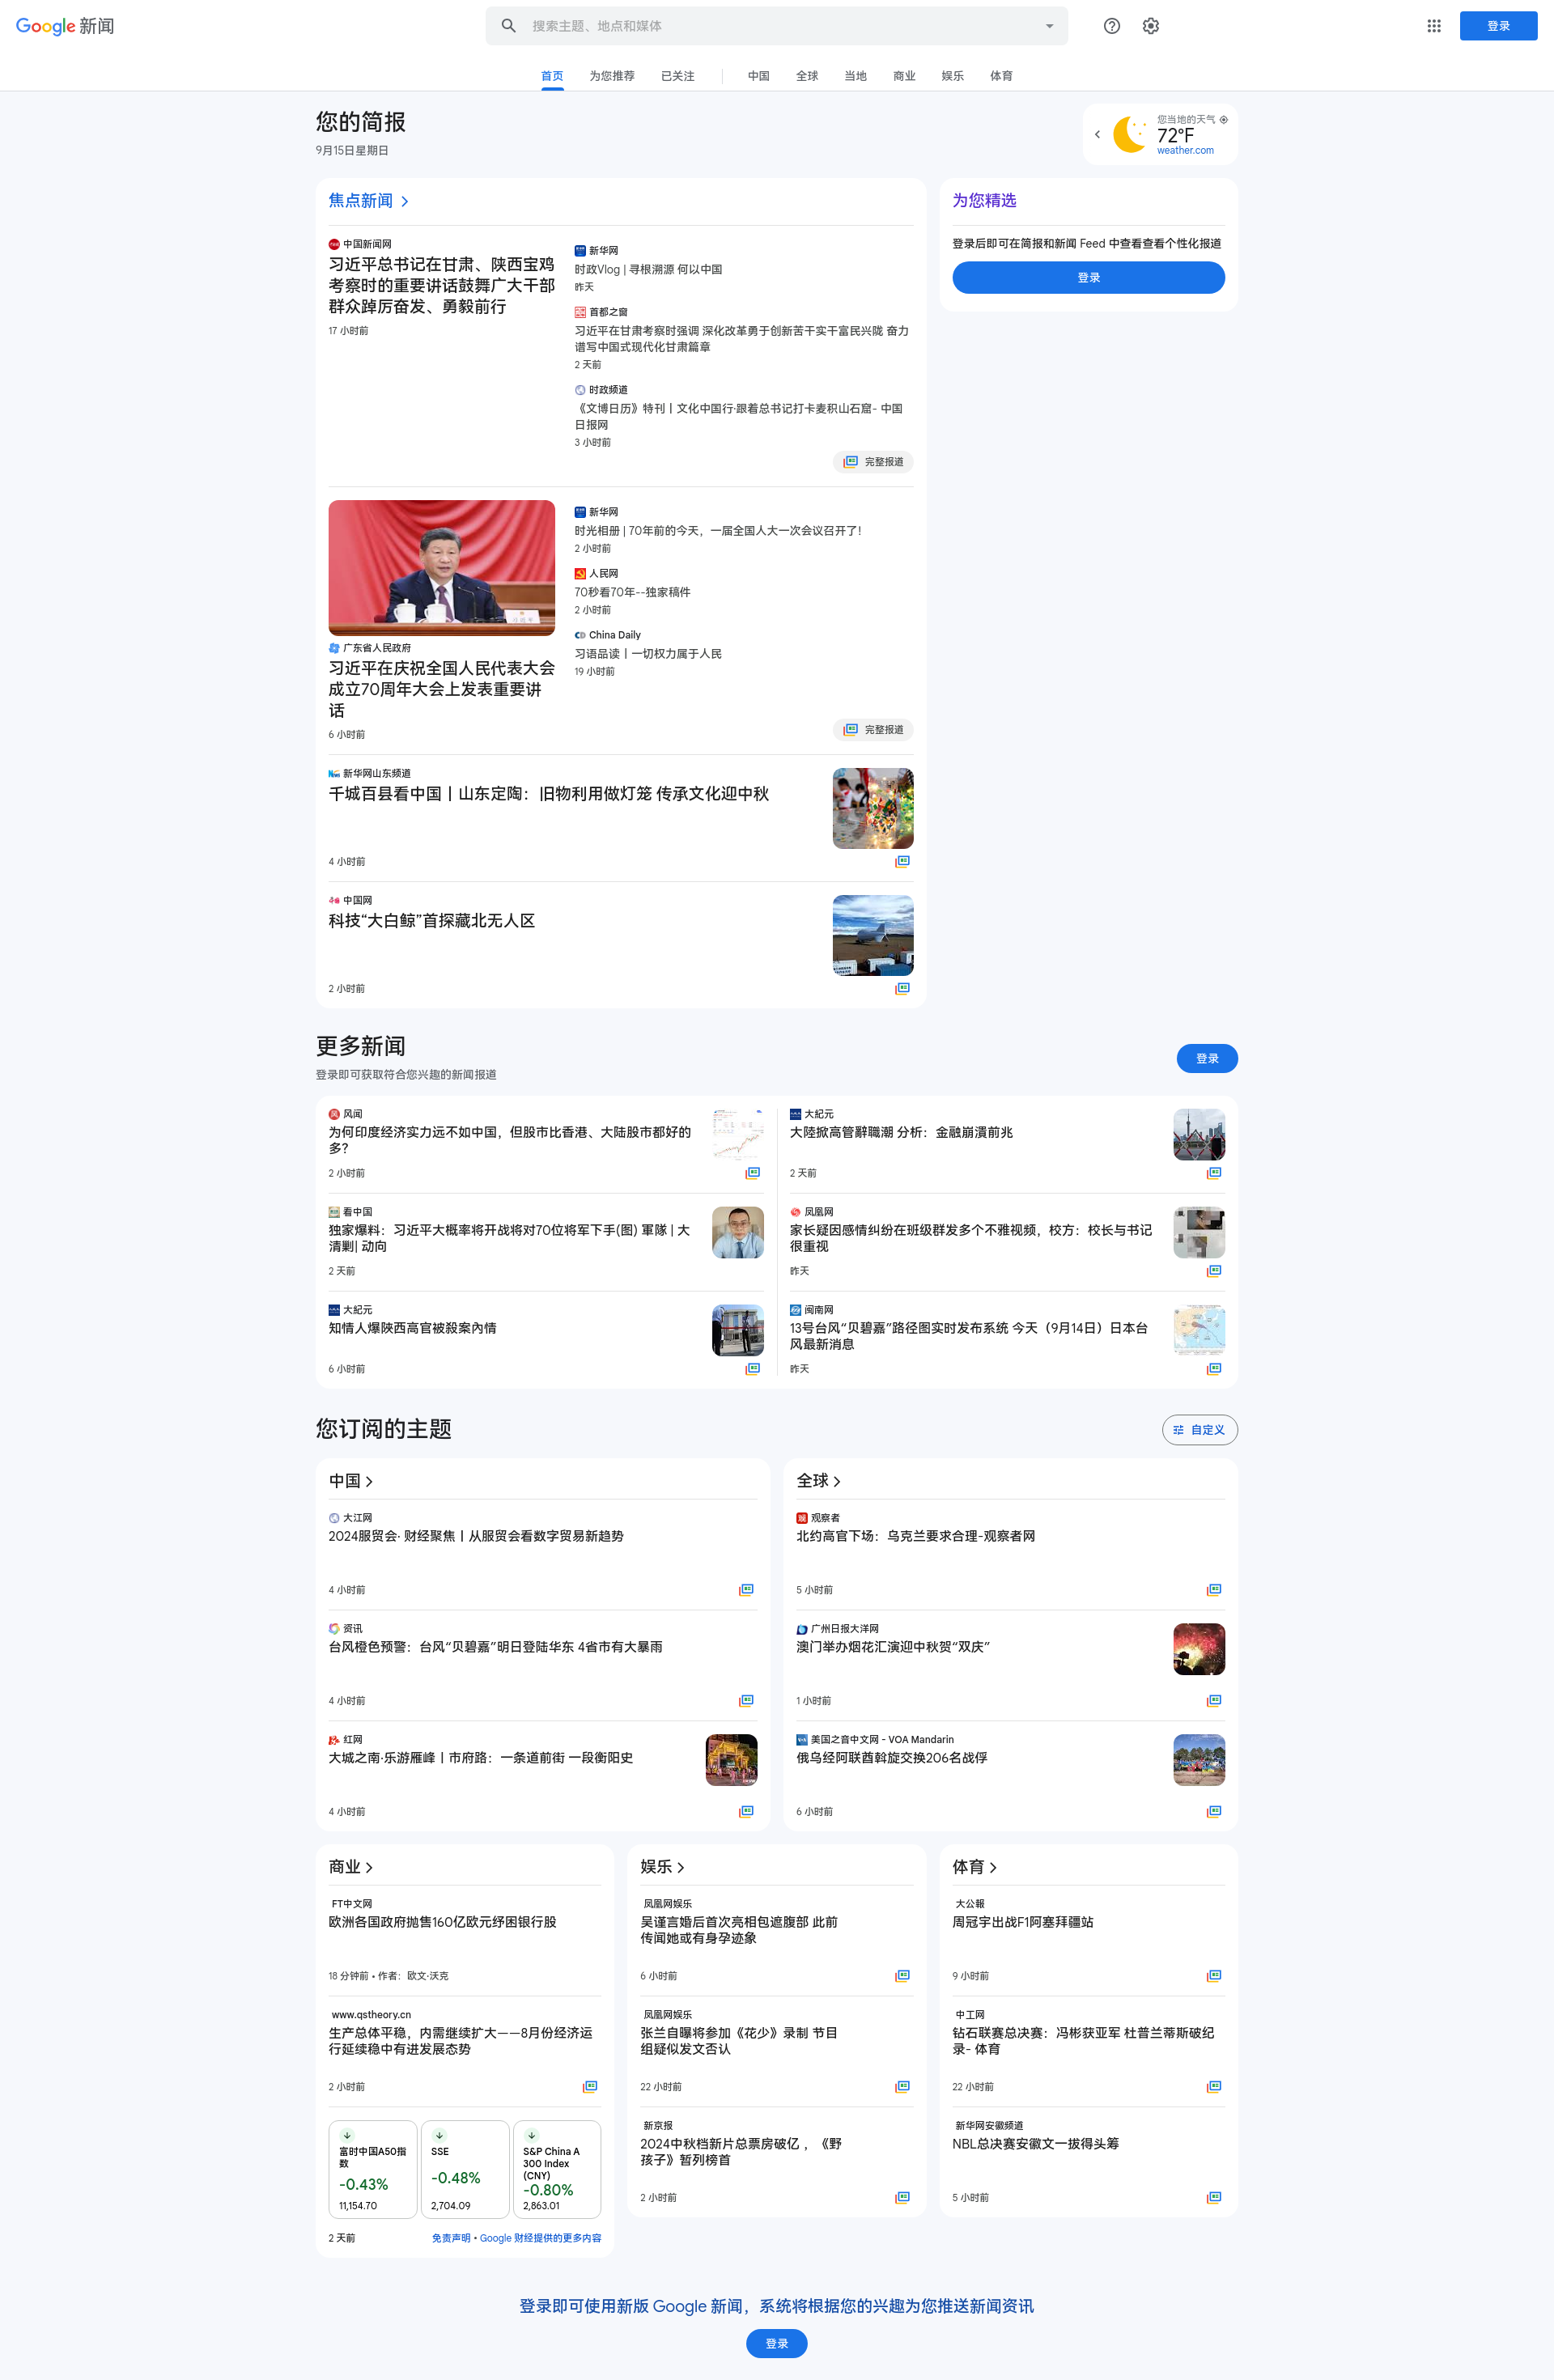 Google 新闻
搜索主题、地点和媒体
登录
首页
为您推荐
已关注
中国
全球
当地
商业
娱乐
体育
您的简报
9月15日星期日
您当地的天气
72°F
weather.com
焦点新闻
中国新闻网
习近平总书记在甘肃、陕西宝鸡
考察时的重要讲话鼓舞广大干部
群众踔厉奋发、勇毅前行
17 小时前
新华网
时政Vlog | 寻根溯源 何以中国
昨天
首都之窗
习近平在甘肃考察时强调 深化改革勇于创新苦干实干富民兴陇 奋力
谱写中国式现代化甘肃篇章
2 天前
时政频道
《文博日历》特刊丨文化中国行·跟着总书记打卡麦积山石窟- 中国
日报网
3 小时前
完整报道
为您精选
登录后即可在简报和新闻 Feed 中查看查看个性化报道
登录
广东省人民政府
习近平在庆祝全国人民代表大会
成立70周年大会上发表重要讲
话
6 小时前
新华网
时光相册 | 70年前的今天，一届全国人大一次会议召开了！
2 小时前
人民网
70秒看70年--独家稿件
2 小时前
China Daily
习语品读丨一切权力属于人民
19 小时前
完整报道
新华网山东频道
千城百县看中国丨山东定陶：旧物利用做灯笼 传承文化迎中秋
4 小时前
中国网
科技“大白鲸”首探藏北无人区
2 小时前
更多新闻
登录即可获取符合您兴趣的新闻报道
登录
风闻
为何印度经济实力远不如中国，但股市比香港、大陆股市都好的
多？
2 小时前
看中国
独家爆料：习近平大概率将开战将对70位将军下手(图) 軍隊 | 大
清剿| 动向
2 天前
大紀元
知情人爆陝西高官被殺案內情
6 小时前
大紀元
大陸掀高管辭職潮 分析：金融崩潰前兆
2 天前
凤凰网
家长疑因感情纠纷在班级群发多个不雅视频，校方：校长与书记
很重视
昨天
闽南网
13号台风“贝碧嘉”路径图实时发布系统 今天（9月14日）日本台
风最新消息
昨天
您订阅的主题
自定义
中国
大江网
2024服贸会· 财经聚焦丨从服贸会看数字贸易新趋势
4 小时前
资讯
台风橙色预警：台风“贝碧嘉”明日登陆华东 4省市有大暴雨
4 小时前
红网
大城之南·乐游雁峰丨市府路：一条道前街 一段衡阳史
4 小时前
全球
观察者
北约高官下场：乌克兰要求合理-观察者网
5 小时前
广州日报大洋网
澳门举办烟花汇演迎中秋贺“双庆”
1 小时前
美国之音中文网 - VOA Mandarin
俄乌经阿联酋斡旋交换206名战俘
6 小时前
商业
FT中文网
欧洲各国政府抛售160亿欧元纾困银行股
18 分钟前 • 作者：欧文·沃克
www.qstheory.cn
生产总体平稳，内需继续扩大——8月份经济运
行延续稳中有进发展态势
2 小时前
富时中国A50指
数
-0.43%
11,154.70
SSE
-0.48%
2,704.09
S&P China A
300 Index
(CNY)
-0.80%
2,863.01
2 天前
免责声明 • Google 财经提供的更多内容
娱乐
凤凰网娱乐
吴谨言婚后首次亮相包遮腹部 此前
传闻她或有身孕迹象
6 小时前
凤凰网娱乐
张兰自曝将参加《花少》录制 节目
组疑似发文否认
22 小时前
新京报
2024中秋档新片总票房破亿 ，《野
孩子》暂列榜首
2 小时前
体育
大公報
周冠宇出战F1阿塞拜疆站
9 小时前
中工网
钻石联赛总决赛：冯彬获亚军 杜普兰蒂斯破纪
录- 体育
22 小时前
新华网安徽频道
NBL总决赛安徽文一拔得头筹
5 小时前
登录即可使用新版 Google 新闻，系统将根据您的兴趣为您推送新闻资讯
登录